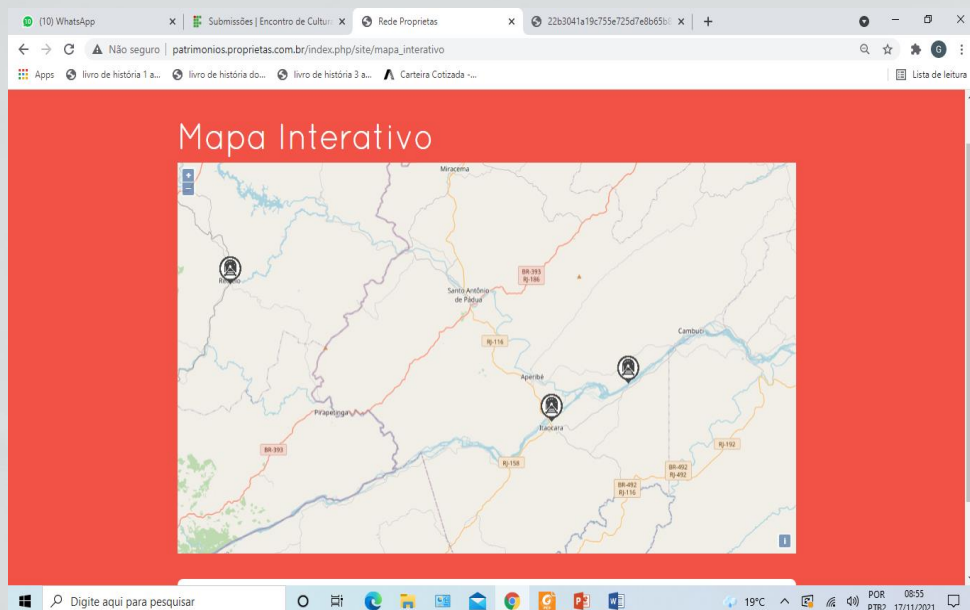 (10) WhatsApp
Submissões | Encontro de Cultur
Rede Proprietas
22b3041a19c755e725d7e8b65b
Não seguro | patrimonios.proprietas.com.br/index.php/site/mapa_interativo
G
Apps
livro de história 1 a...
livro de história do...
livro de história 3 a...
Carteira Cotizada -...
Lista de leitura
Mapa Interativo
+
−
Miracema
BR-393
RJ-186
Santo Antônio
de Pádua
RJ-116
Cambuci
Aperibé
Pirapetinga
Itaocara
BR-393
RJ-158
RJ-192
BR-492
RJ-492
BR-492
RJ-116
i
Digite aqui para pesquisar
19°C
POR
PTB2
08:55
17/11/2021